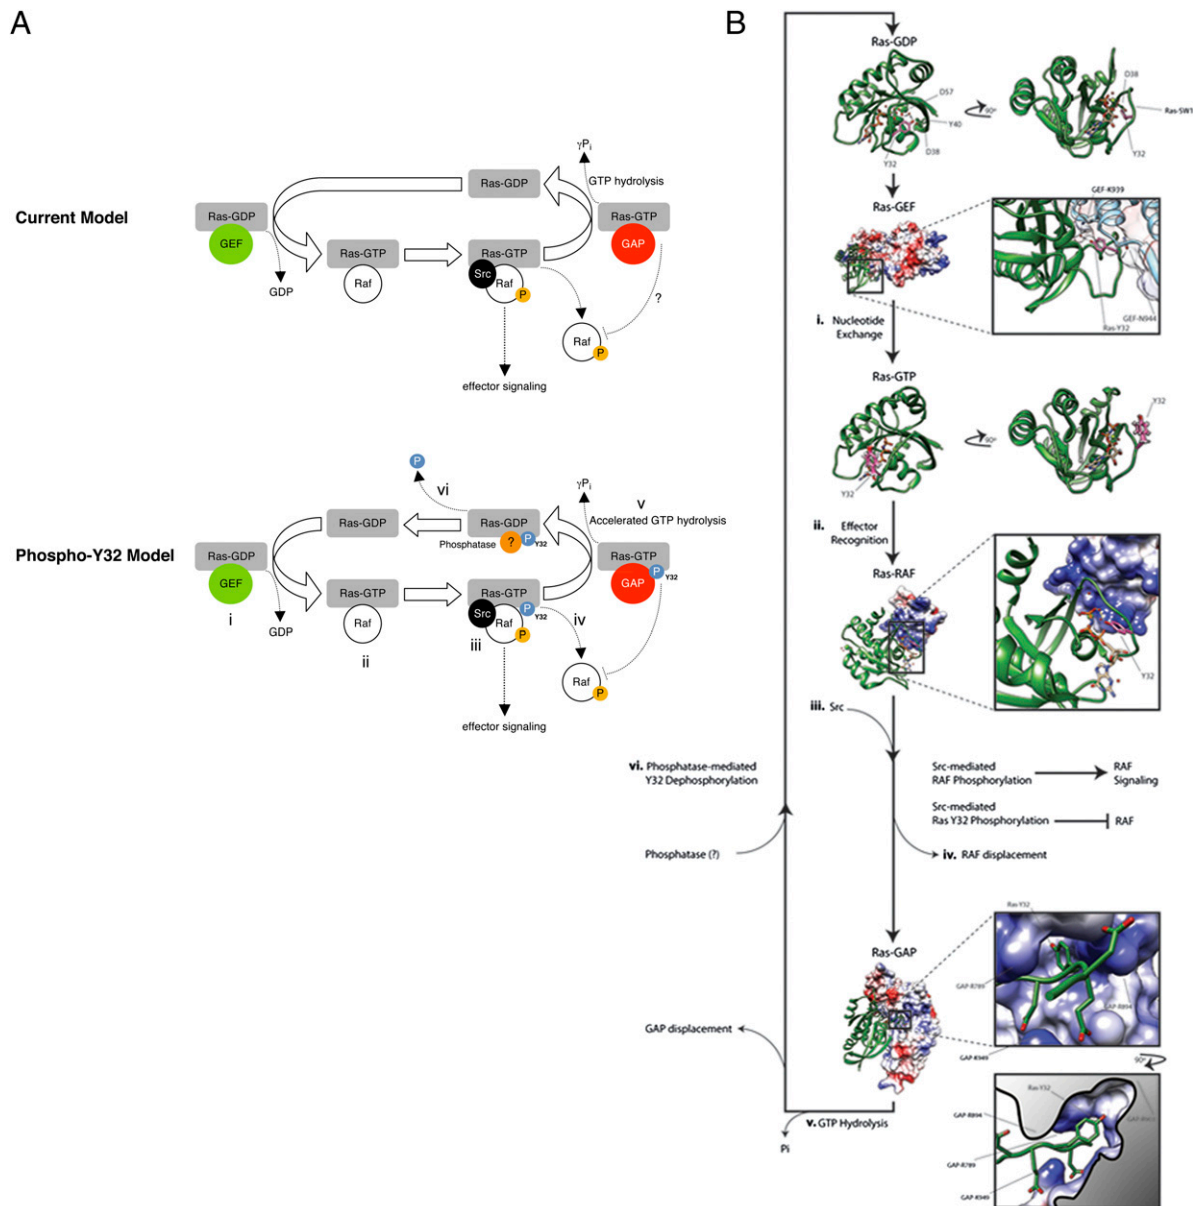 A
Current Model
Ras-GDP
GEF
GDP
Ras-GTP
Raf
Ras-GDP
Ras-GTP
Src
Raf
P
effector signaling
γPi
GTP hydrolysis
Ras-GTP
GAP
?
Raf
P
Phospho-Y32 Model
Ras-GDP
GEF
i
GDP
Ras-GDP
Ras-GTP
Raf
ii
P
vi
Ras-GDP
Phosphatase
?
P
Y32
Ras-GTP
Src
Raf
P
Y32
P
iii
iv
effector signaling
γPi
v
Accelerated GTP hydrolysis
Ras-GTP
GAP
P
Y32
Raf
P
B
Ras-GDP
D57
Y40
D38
Y32
90°
D38
Ras-SW1
Y32
Ras-GEF
GEF-K939
GEF-N944
Ras-Y32
i. Nucleotide
Exchange
Ras-GTP
Y32
90°
Y32
ii. Effector
Recognition
Ras-RAF
Y32
iii. Src
Src-mediated
RAF Phosphorylation
RAF
Signaling
Src-mediated
Ras Y32 Phosphorylation
RAF
iv. RAF displacement
vi. Phosphatase-mediated
Y32 Dephosphorylation
Phosphatase (?)
Ras-GAP
Ras-Y32
GAP-R789
GAP-R894
GAP-K949
90°
GAP displacement
v. GTP Hydrolysis
Pi
Ras-Y32
GAP-R894
GAP-R789
GAP-K949